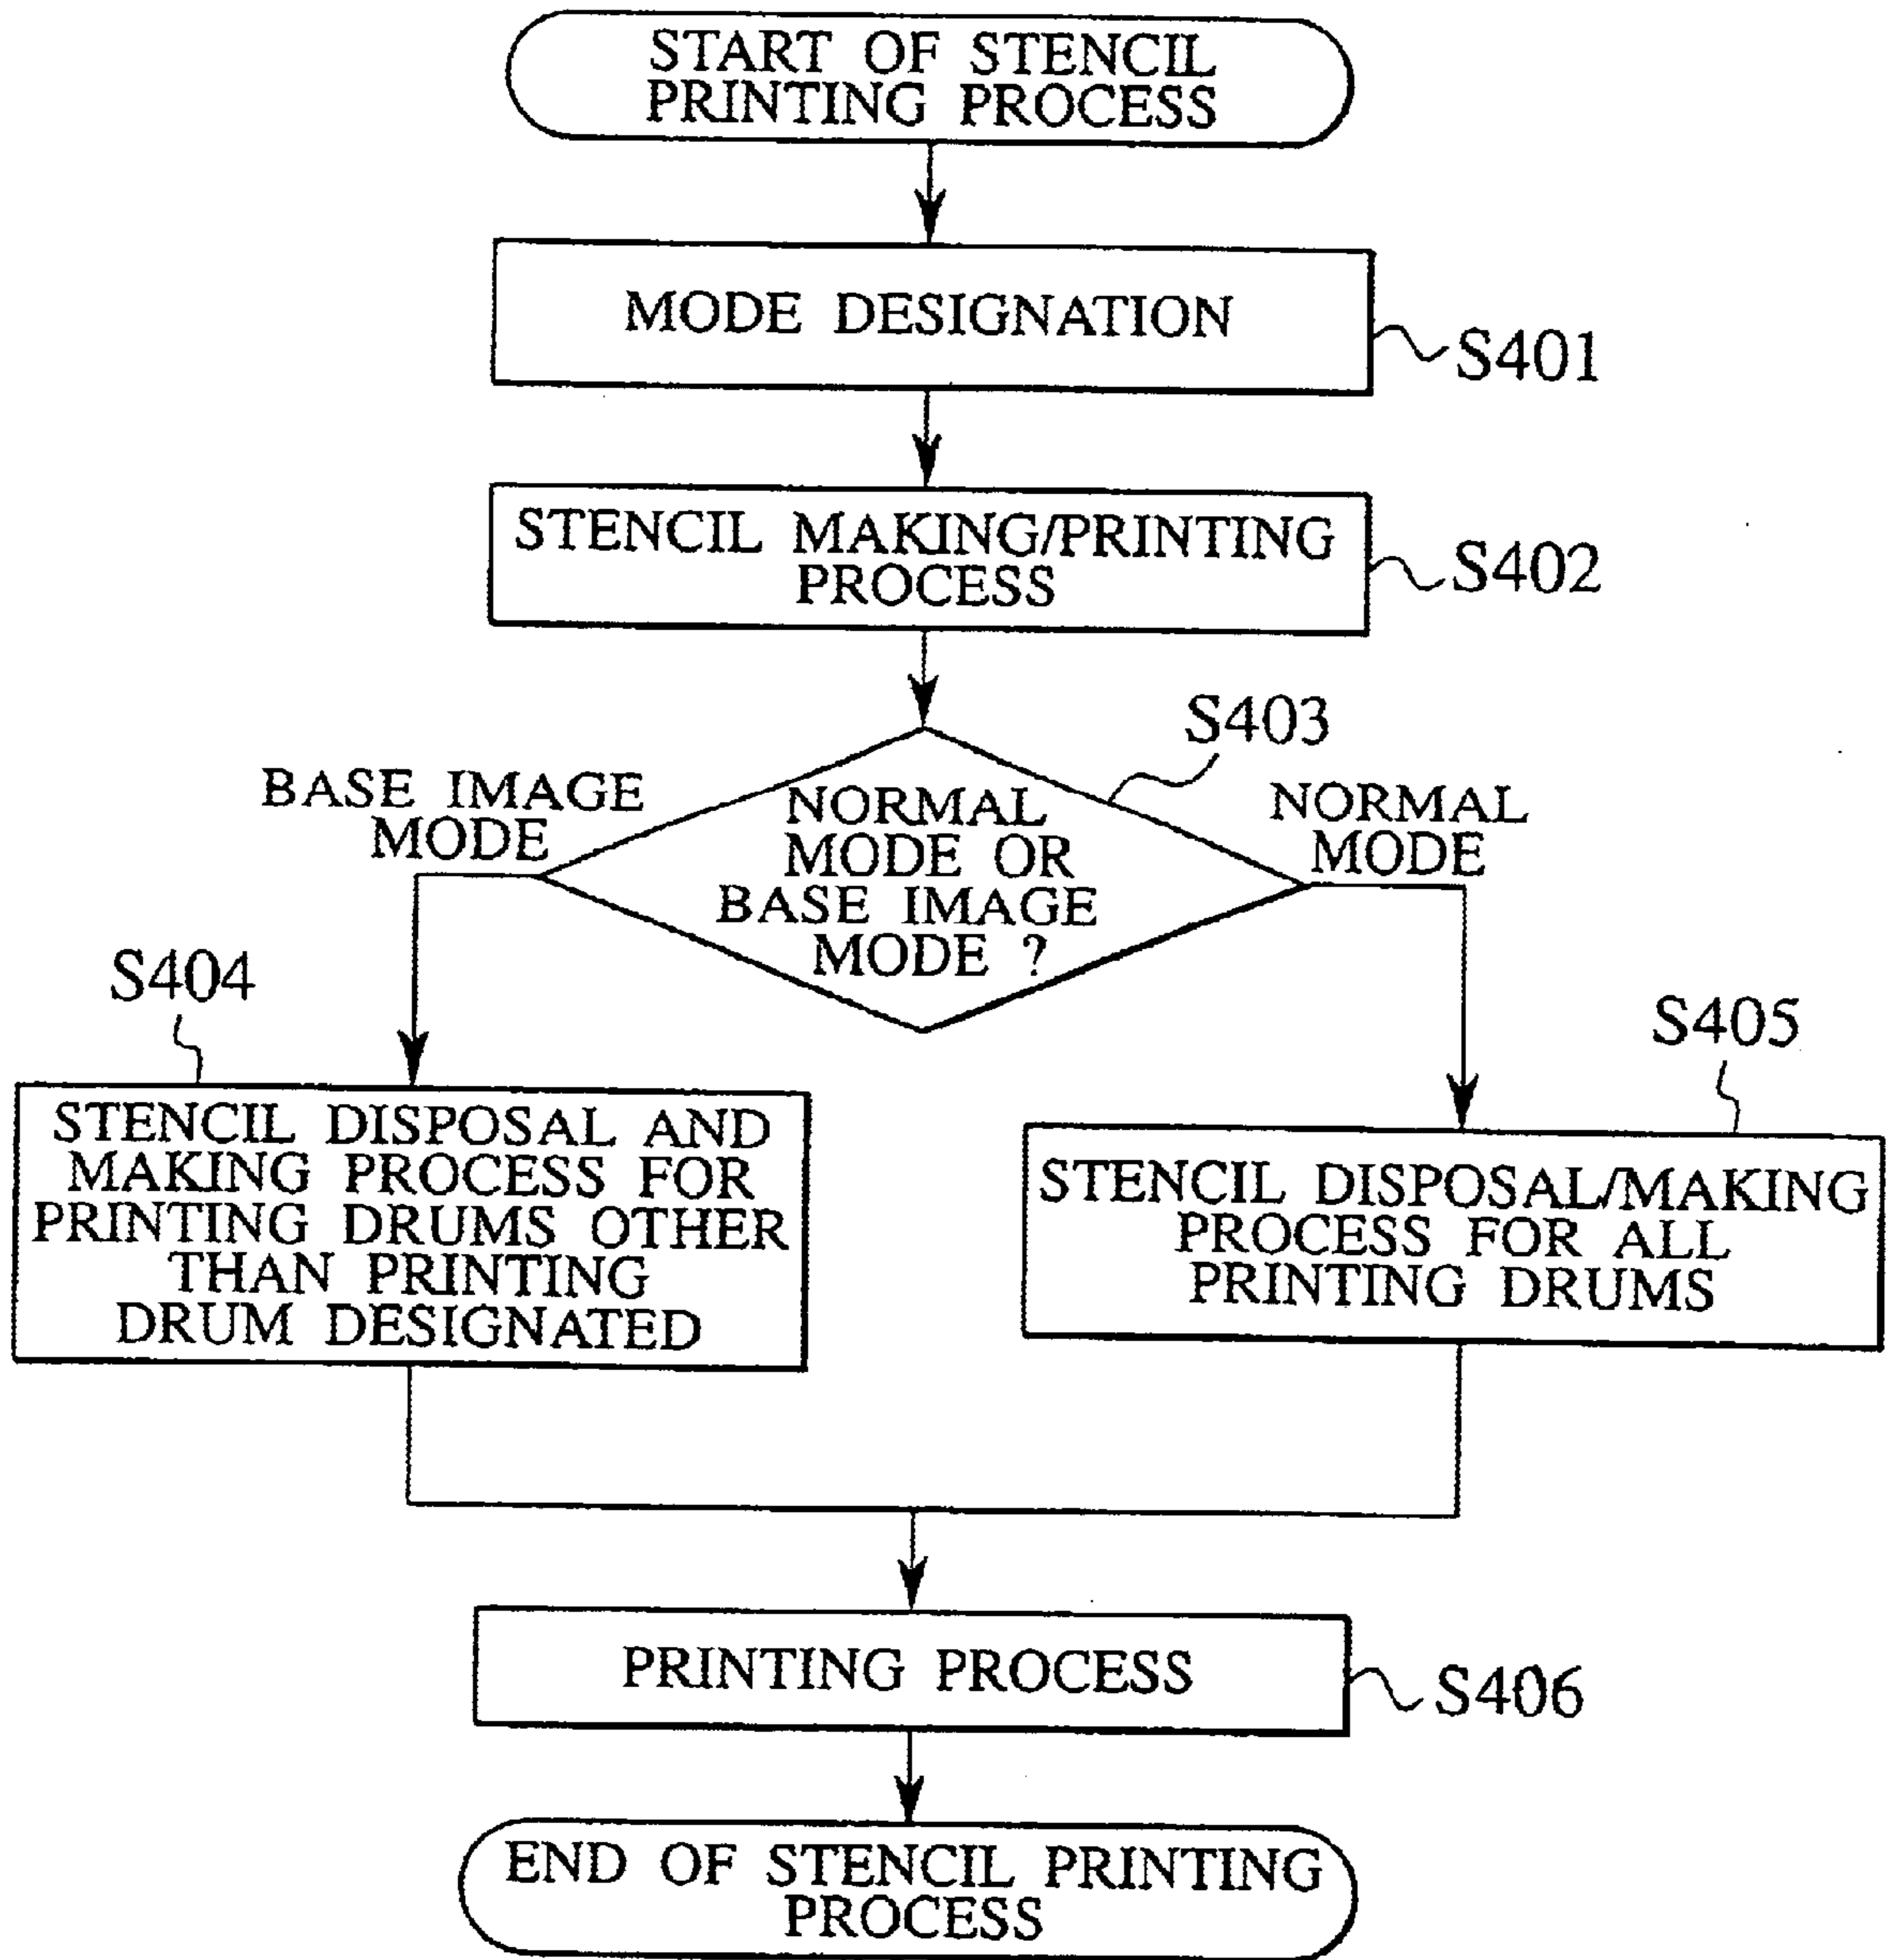 START OF STENCIL
PRINTING PROCESS
MODE DESIGNATION
S401
STENCIL MAKING/PRINTING
PROCESS
S402
S403
BASE IMAGE
MODE
NORMAL
MODE OR
BASE IMAGE
MODE ?
NORMAL
MODE
S404
STENCIL DISPOSAL AND
MAKING PROCESS FOR
PRINTING DRUMS OTHER
THAN PRINTING
DRUM DESIGNATED
S405
STENCIL DISPOSAL/MAKING
PROCESS FOR ALL
PRINTING DRUMS
PRINTING PROCESS
S406
END OF STENCIL PRINTING
PROCESS